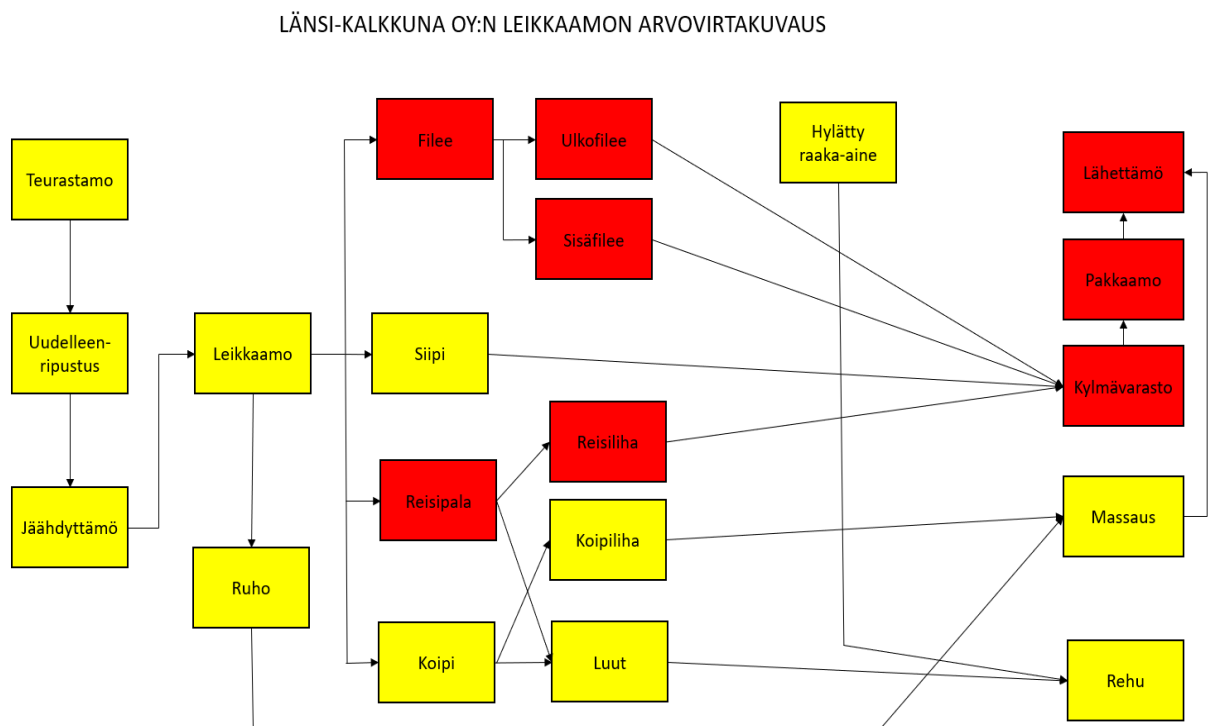 LÄNSI-KALKKUNA OY:N LEIKKAAMON ARVOVIRTAKUVAUS
Teurastamo
Uudelleen-
ripustus
Jäähdyttämö
Leikkaamo
Ruho
Filee
Siipi
Reisipala
Koipi
Ulkofilee
Sisäfilee
Reisiliha
Koipiliha
Luut
Hylätty
raaka-aine
Lähettämö
Pakkaamo
Kylmävarasto
Massaus
Rehu